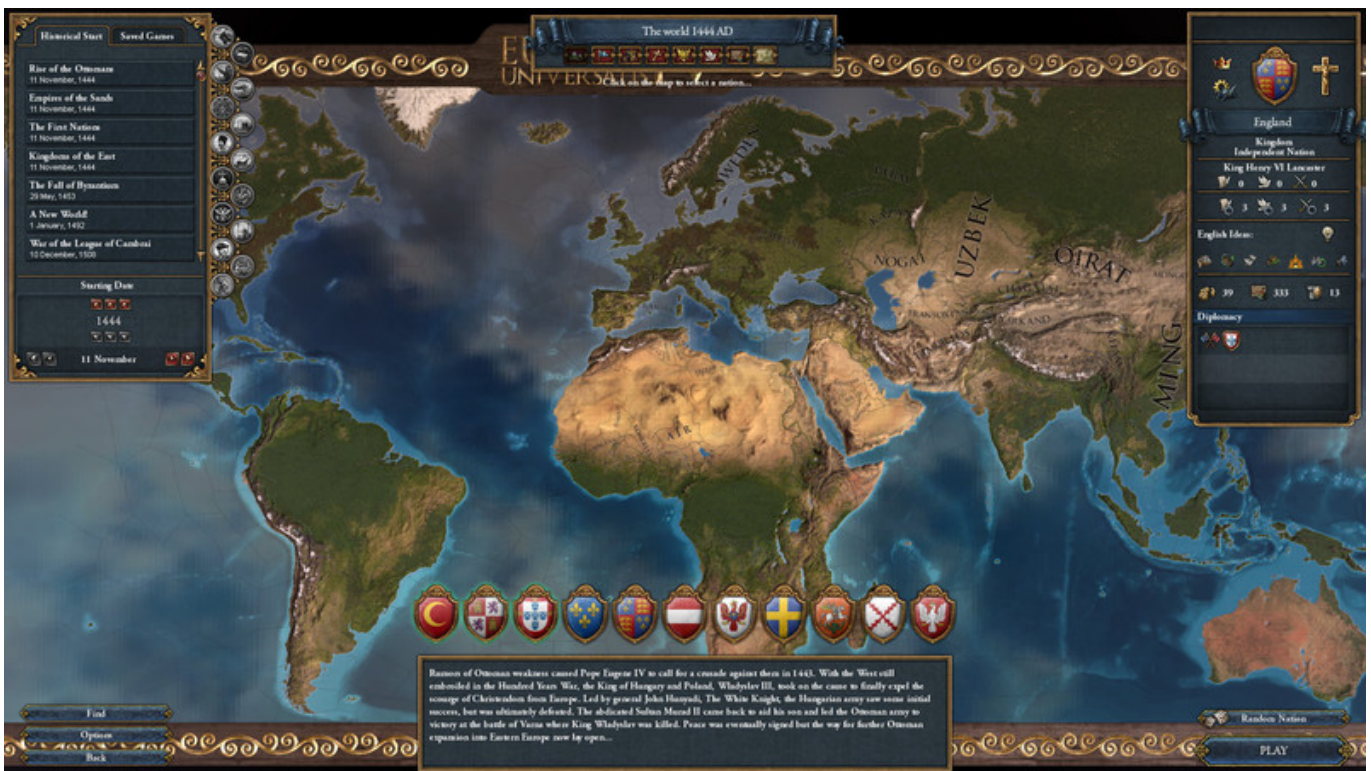 Historical Start
Saved Games
Rise of the Ottomans
11 November, 1444
Empires of the Sands
11 November, 1444
The First Nations
11 November, 1444
Kingdoms of the East
11 November, 1444
The Fall of Byzantium
29 May, 1453
A New World!
1 January, 1492
War of the League of Cambrai
10 December, 1508
Starting Date
1444
11 November
Find
Options
Back
The world 1444 AD
Click on the map to select a nation...
SWEDEN
KAZAN
NOGAI
UZBEK
OIRAT
CHAGATAI
YARKAND
MING
AIR
Rumors of Ottoman weakness caused Pope Eugene IV to call for a crusade against them in 1443. With the West still
embroiled in the Hundred Years War, the King of Hungary and Poland, Wladyslaw III, took on the cause to finally expel the
scourge of Christendom from Europe. Led by general John Hunyadi, The White Knight, the Hungarian army saw some initial
success, but was ultimately defeated. The abdicated Sultan Murad II came back to aid his son and led the Ottoman army to
victory at the battle of Varna where King Wladyslaw was killed. Peace was eventually signed but the way for further Ottoman
expansion into Eastern Europe now lay open...
England
Kingdom
Independent Nation
King Henry VI Lancaster
0 0 0
3 3 3
English Ideas:
39 333 13
Diplomacy
Random Nation
PLAY